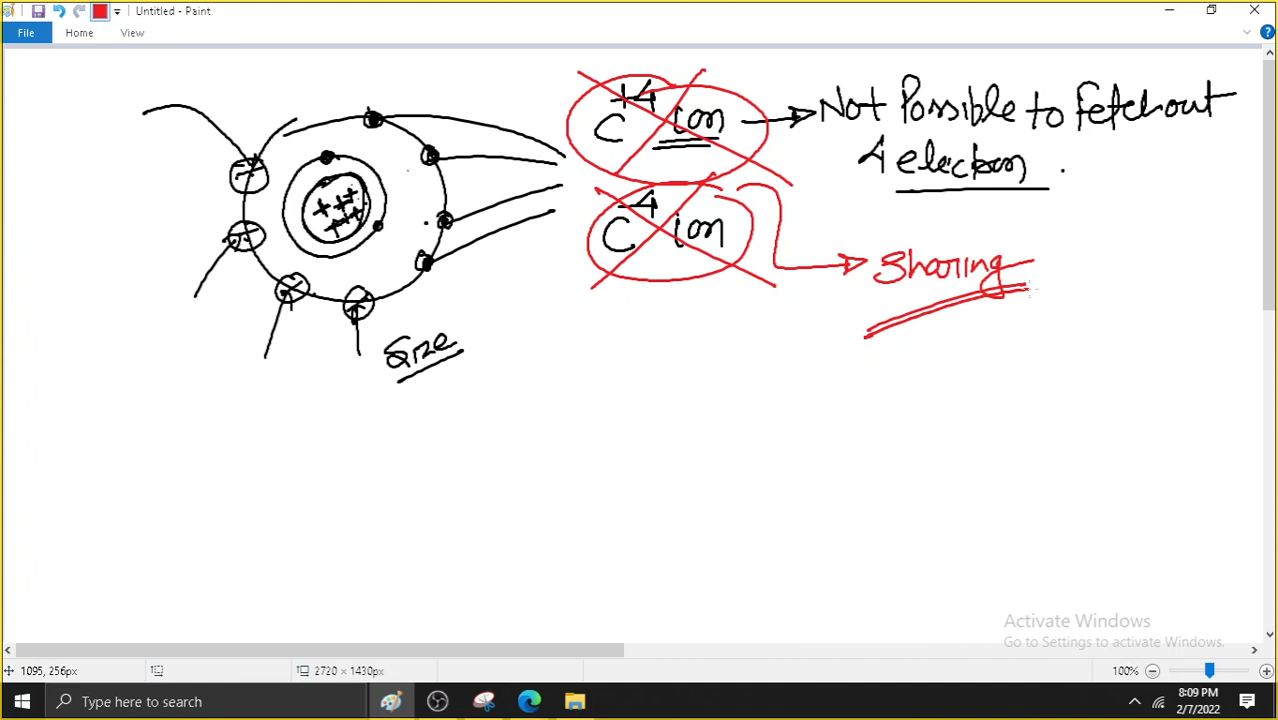 Untitled - Paint
File Home View
C+4 ion
Not Possible to Fetchout
4 electron.
C-4 ion
Sharing
Size
Activate Windows
Go to Settings to activate Windows.
1095, 256px
2720 × 1430px
100%
Type here to search
8:09 PM
2/7/2022